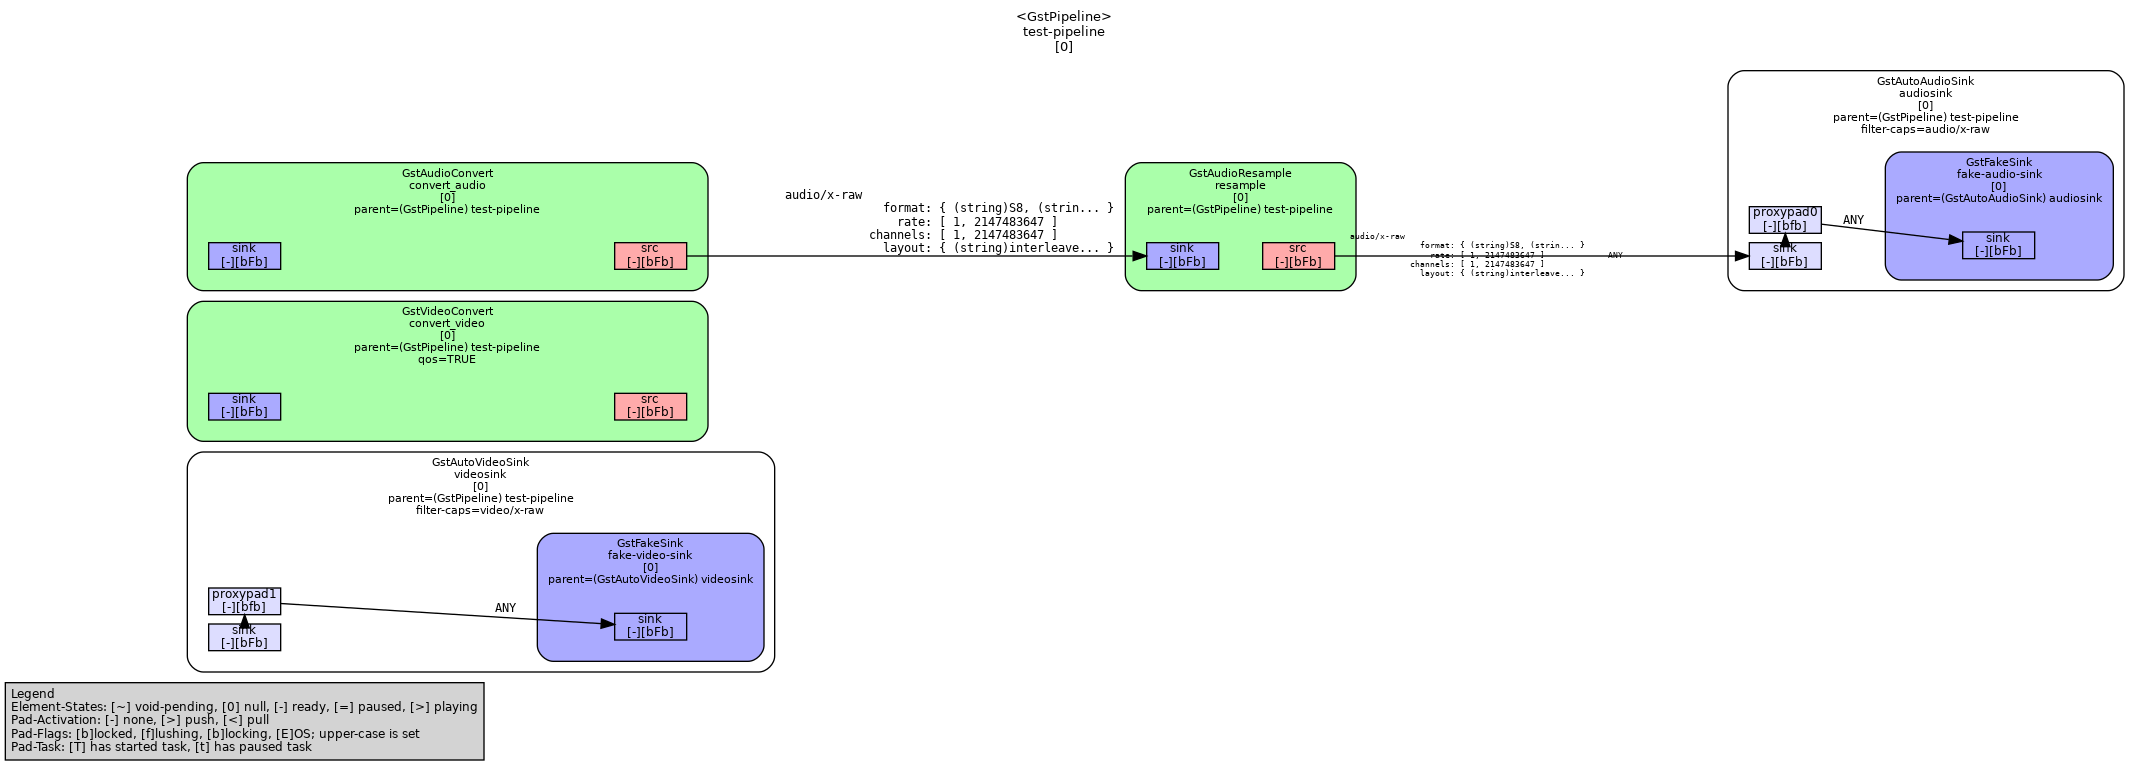 <GstPipeline>
test-pipeline
[0]
GstAutoAudioSink
audiosink
[0]
parent=(GstPipeline) test-pipeline
filter-caps=audio/x-raw
GstFakeSink
fake-audio-sink
[0]
parent=(GstAutoAudioSink) audiosink
proxypad0
[-][bfb]
ANY
sink
[-][bFb]
sink
[-][bFb]
GstAudioConvert
convert_audio
[0]
parent=(GstPipeline) test-pipeline
sink
[-][bFb]
src
[-][bFb]
audio/x-raw
format: { (string)S8, (strin... }
rate: [ 1, 2147483647 ]
channels: [ 1, 2147483647 ]
layout: { (string)interleave... }
GstAudioResample
resample
[0]
parent=(GstPipeline) test-pipeline
sink
[-][bFb]
src
[-][bFb]
audio/x-raw
format: { (string)S8, (strin... }
rate: [ 1, 2147483647 ]
channels: [ 1, 2147483647 ]
layout: { (string)interleave... }
ANY
GstVideoConvert
convert_video
[0]
parent=(GstPipeline) test-pipeline
qos=TRUE
sink
[-][bFb]
src
[-][bFb]
GstAutoVideoSink
videosink
[0]
parent=(GstPipeline) test-pipeline
filter-caps=video/x-raw
GstFakeSink
fake-video-sink
[0]
parent=(GstAutoVideoSink) videosink
proxypad1
[-][bfb]
ANY
sink
[-][bFb]
sink
[-][bFb]
Legend
Element-States: [~] void-pending, [0] null, [-] ready, [=] paused, [>] playing
Pad-Activation: [-] none, [>] push, [<] pull
Pad-Flags: [b]locked, [f]lushing, [b]locking, [E]OS; upper-case is set
Pad-Task: [T] has started task, [t] has paused task